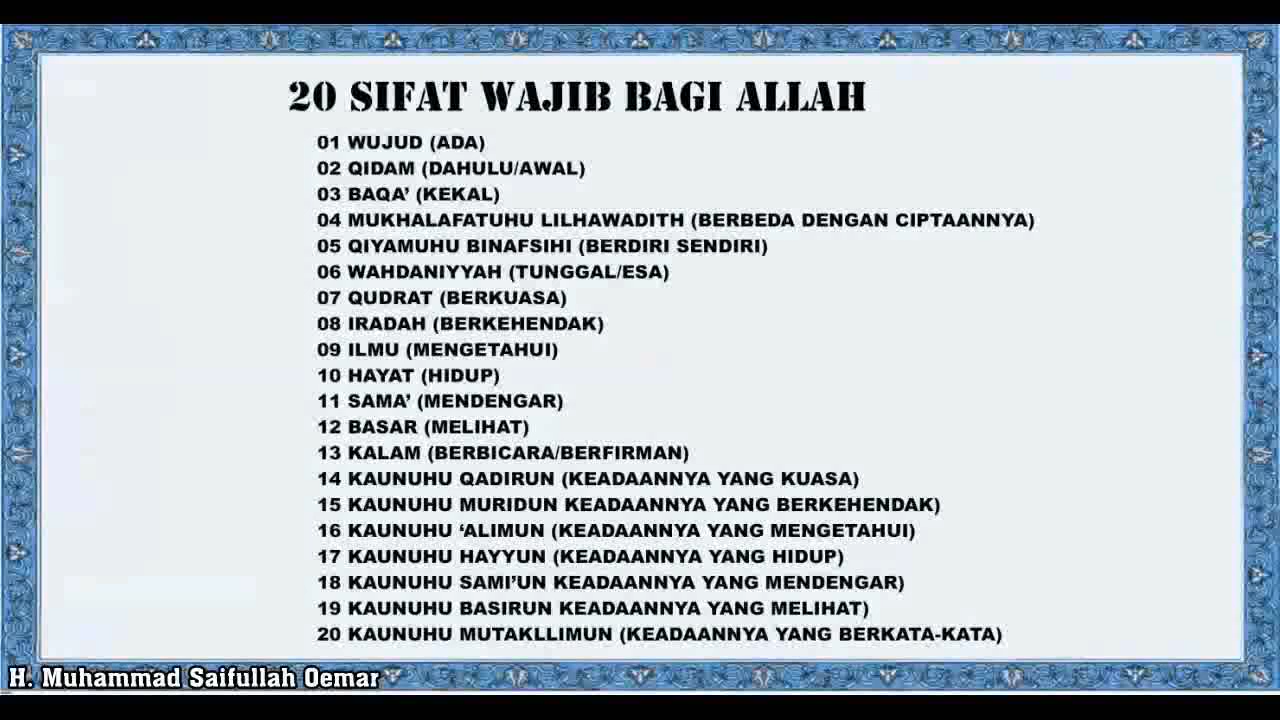 20 SIFAT WAJIB BAGI ALLAH
01 WUJUD (ADA)
02 QIDAM (DAHULU/AWAL)
03 BAQA’ (KEKAL)
04 MUKHALAFATUHU LILHAWADITH (BERBEDA DENGAN CIPTAANNYA)
05 QIYAMUHU BINAFSIHI (BERDIRI SENDIRI)
06 WAHDANIYYAH (TUNGGAL/ESA)
07 QUDRAT (BERKUASA)
08 IRADAH (BERKEHENDAK)
09 ILMU (MENGETAHUI)
10 HAYAT (HIDUP)
11 SAMA’ (MENDENGAR)
12 BASAR (MELIHAT)
13 KALAM (BERBICARA/BERFIRMAN)
14 KAUNUHU QADIRUN (KEADAANNYA YANG KUASA)
15 KAUNUHU MURIDUN KEADAANNYA YANG BERKEHENDAK)
16 KAUNUHU ‘ALIMUN (KEADAANNYA YANG MENGETAHUI)
17 KAUNUHU HAYYUN (KEADAANNYA YANG HIDUP)
18 KAUNUHU SAMI’UN KEADAANNYA YANG MENDENGAR)
19 KAUNUHU BASIRUN KEADAANNYA YANG MELIHAT)
20 KAUNUHU MUTAKLLIMUN (KEADAANNYA YANG BERKATA-KATA)
H. Muhammad Saifullah Oemar